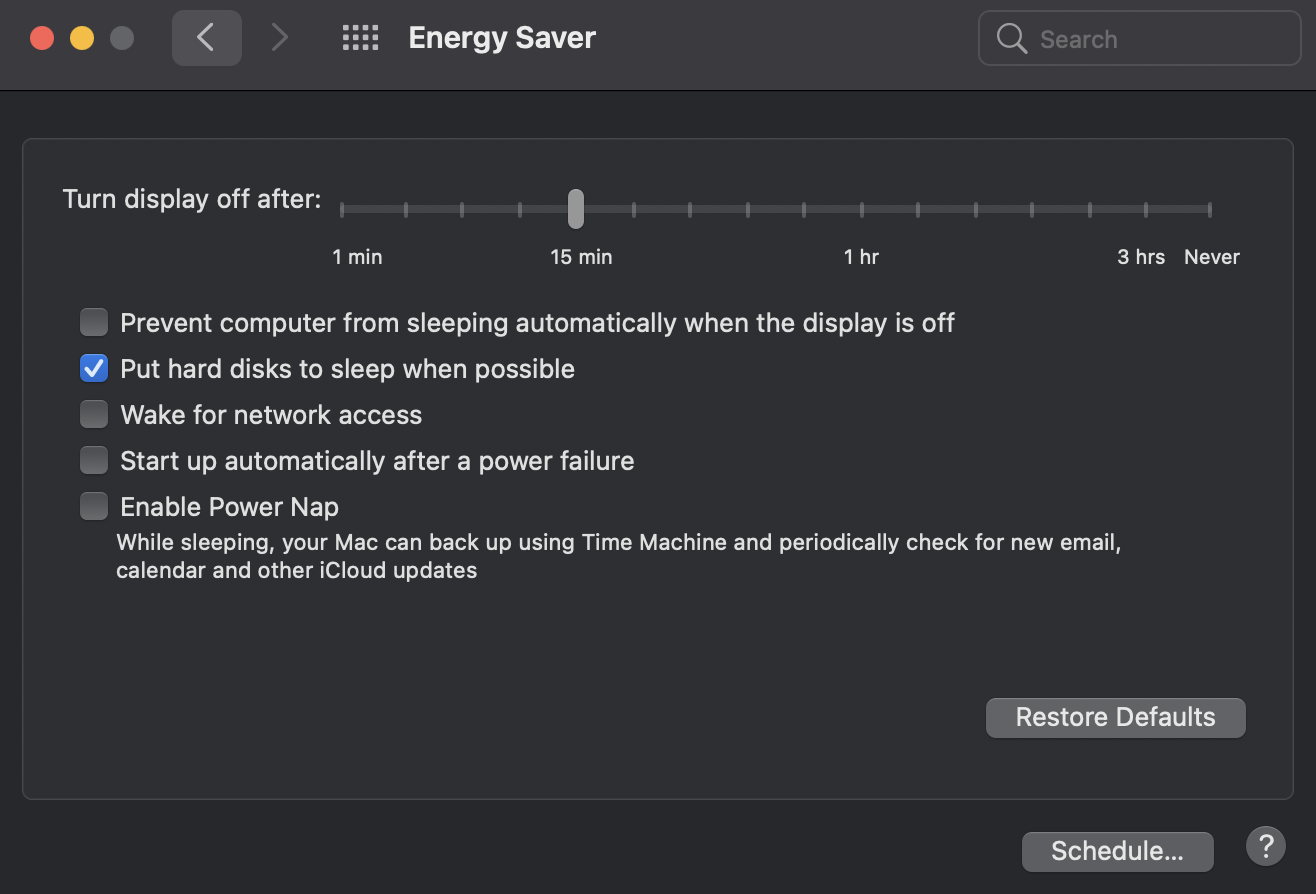 Energy Saver
Search
Turn display off after:
1 min 15 min 1 hr 3 hrs Never
Prevent computer from sleeping automatically when the display is off
Put hard disks to sleep when possible
Wake for network access
Start up automatically after a power failure
Enable Power Nap
While sleeping, your Mac can back up using Time Machine and periodically check for new email,
calendar and other iCloud updates
Restore Defaults
Schedule...
?